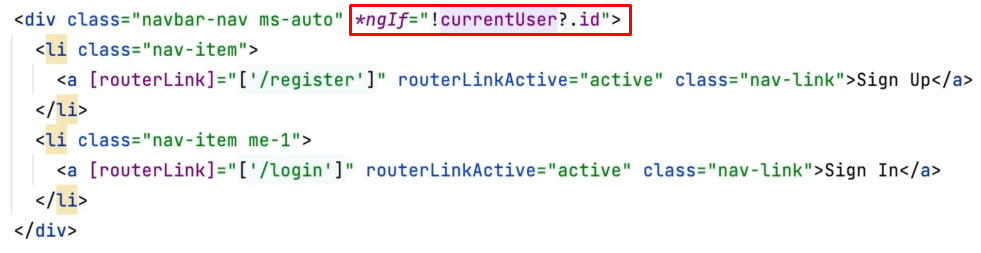 <div class="navbar-nav ms-auto" *ngIf="!currentUser?.id">
<li class="nav-item">
<a [routerLink]="['/register']" routerLinkActive="active" class="nav-link">Sign Up</a>
</li>
<li class="nav-item me-1">
<a [routerLink]="['/login']" routerLinkActive="active" class="nav-link">Sign In</a>
</li>
</div>